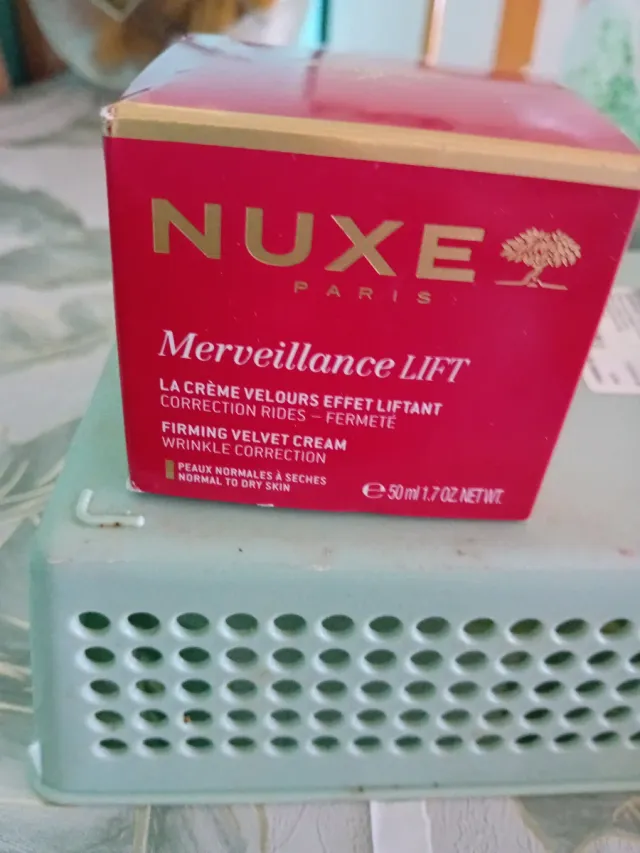 NUXE
PARIS
Merveillance LIFT
LA CRÈME VELOURS EFFET LIFTANT
CORRECTION RIDES – FERMETÉ
FIRMING VELVET CREAM
WRINKLE CORRECTION
PEAUX NORMALES À SECHES
NORMAL TO DRY SKIN
℮ 50 ml 1.7 OZ. NET WT.